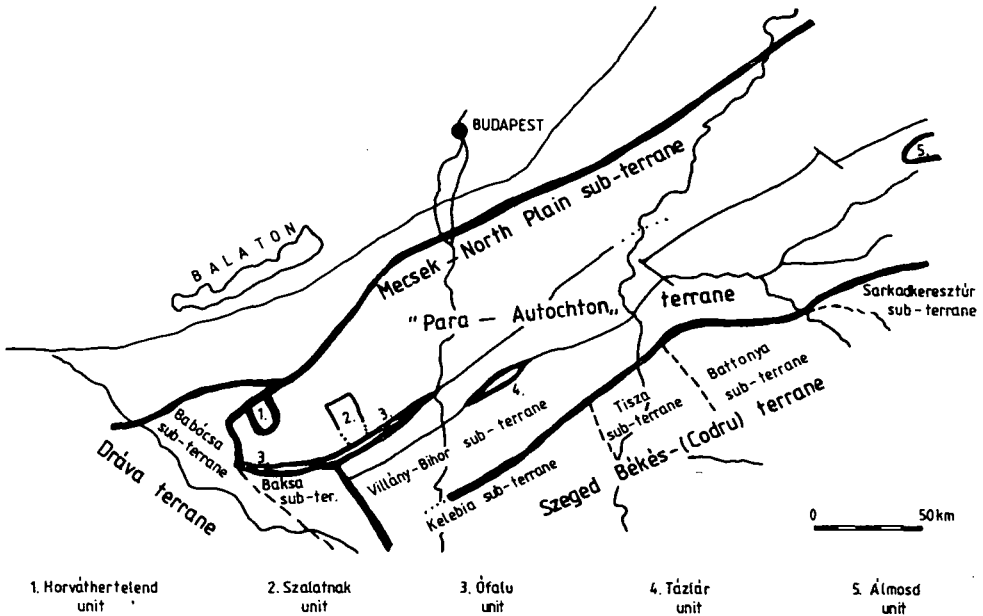 BUDAPEST
5.
Mecsek - North Plain sub-terrane
BALATON
"Para - Autochton„ terrane
Sarkadkeresztúr
sub-terrane
Battonya
sub-terrane
4.
Tisza
sub-terrane
1.
2.
3.
Babócsa
sub-terrane
Villány-Bihor sub-terrane
Szeged Békés-(Codru) terrane
Dráva terrane
3.
Baksa
sub-ter.
Kelebia sub-terrane
0 50km
1. Horváthertelend
unit
2. Szalatnak
unit
3. Ófalu
unit
4. Tázlár
unit
5. Álmosd
unit